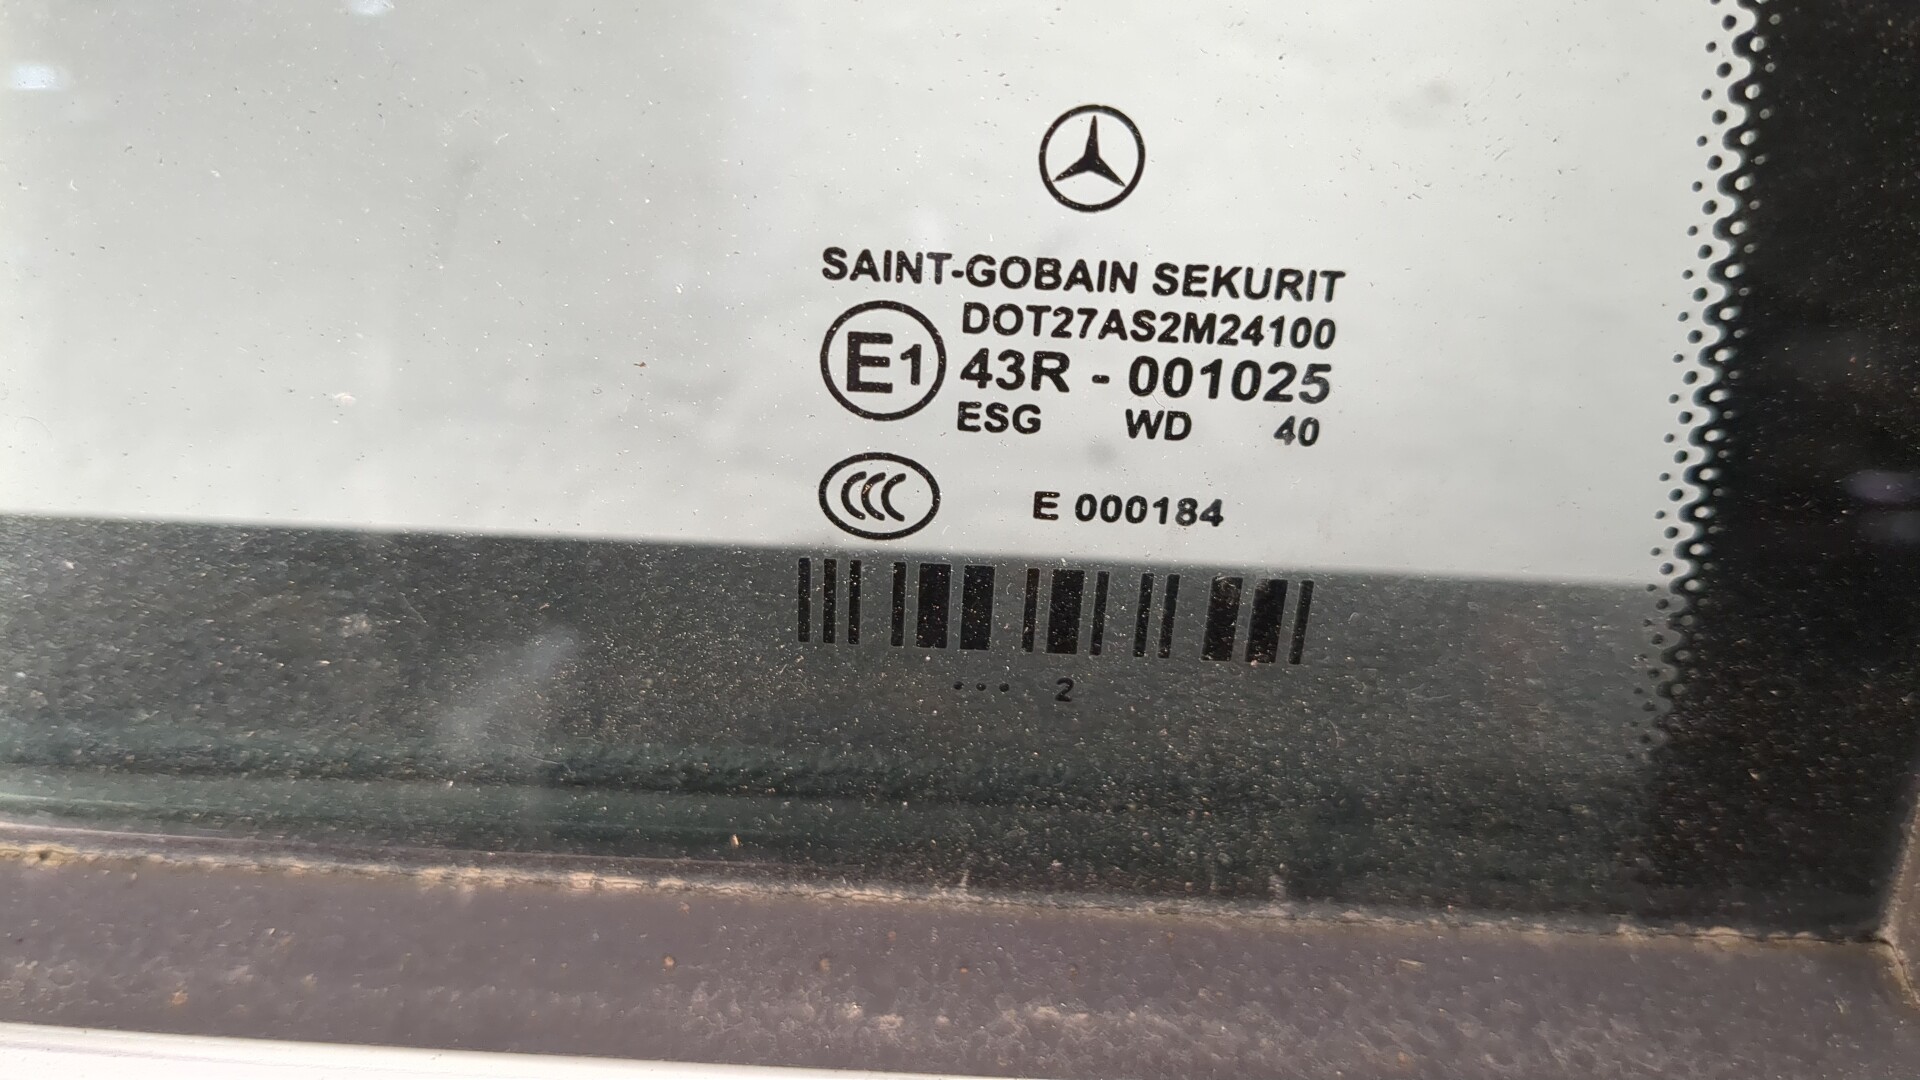 SAINT-GOBAIN SEKURIT
DOT27AS2M24100
E1 43R - 001025
ESG WD 40
CCC E 000184
... 2